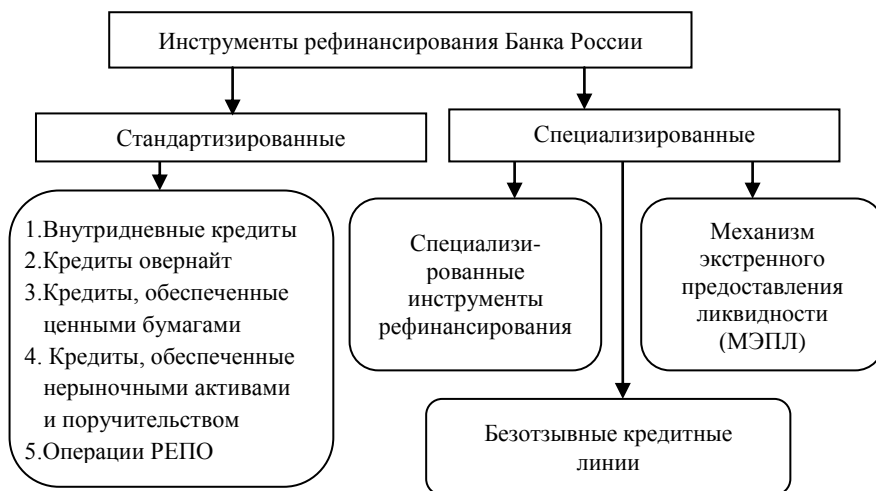 Инструменты рефинансирования Банка России
Стандартизированные
Специализированные
1.Внутридневные кредиты
2.Кредиты овернайт
3.Кредиты, обеспеченные
ценными бумагами
4. Кредиты, обеспеченные
нерыночными активами
и поручительством
5.Операции РЕПО
Специализи-
рованные
инструменты
рефинансирования
Механизм
экстренного
предоставления
ликвидности
(МЭПЛ)
Безотзывные кредитные
линии